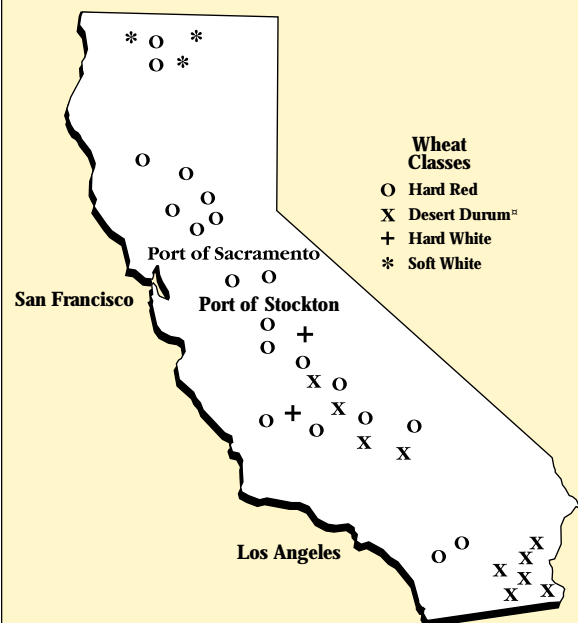 Wheat
Classes
O Hard Red
X Desert Durum¤
+ Hard White
* Soft White
Port of Sacramento
San Francisco
Port of Stockton
Los Angeles